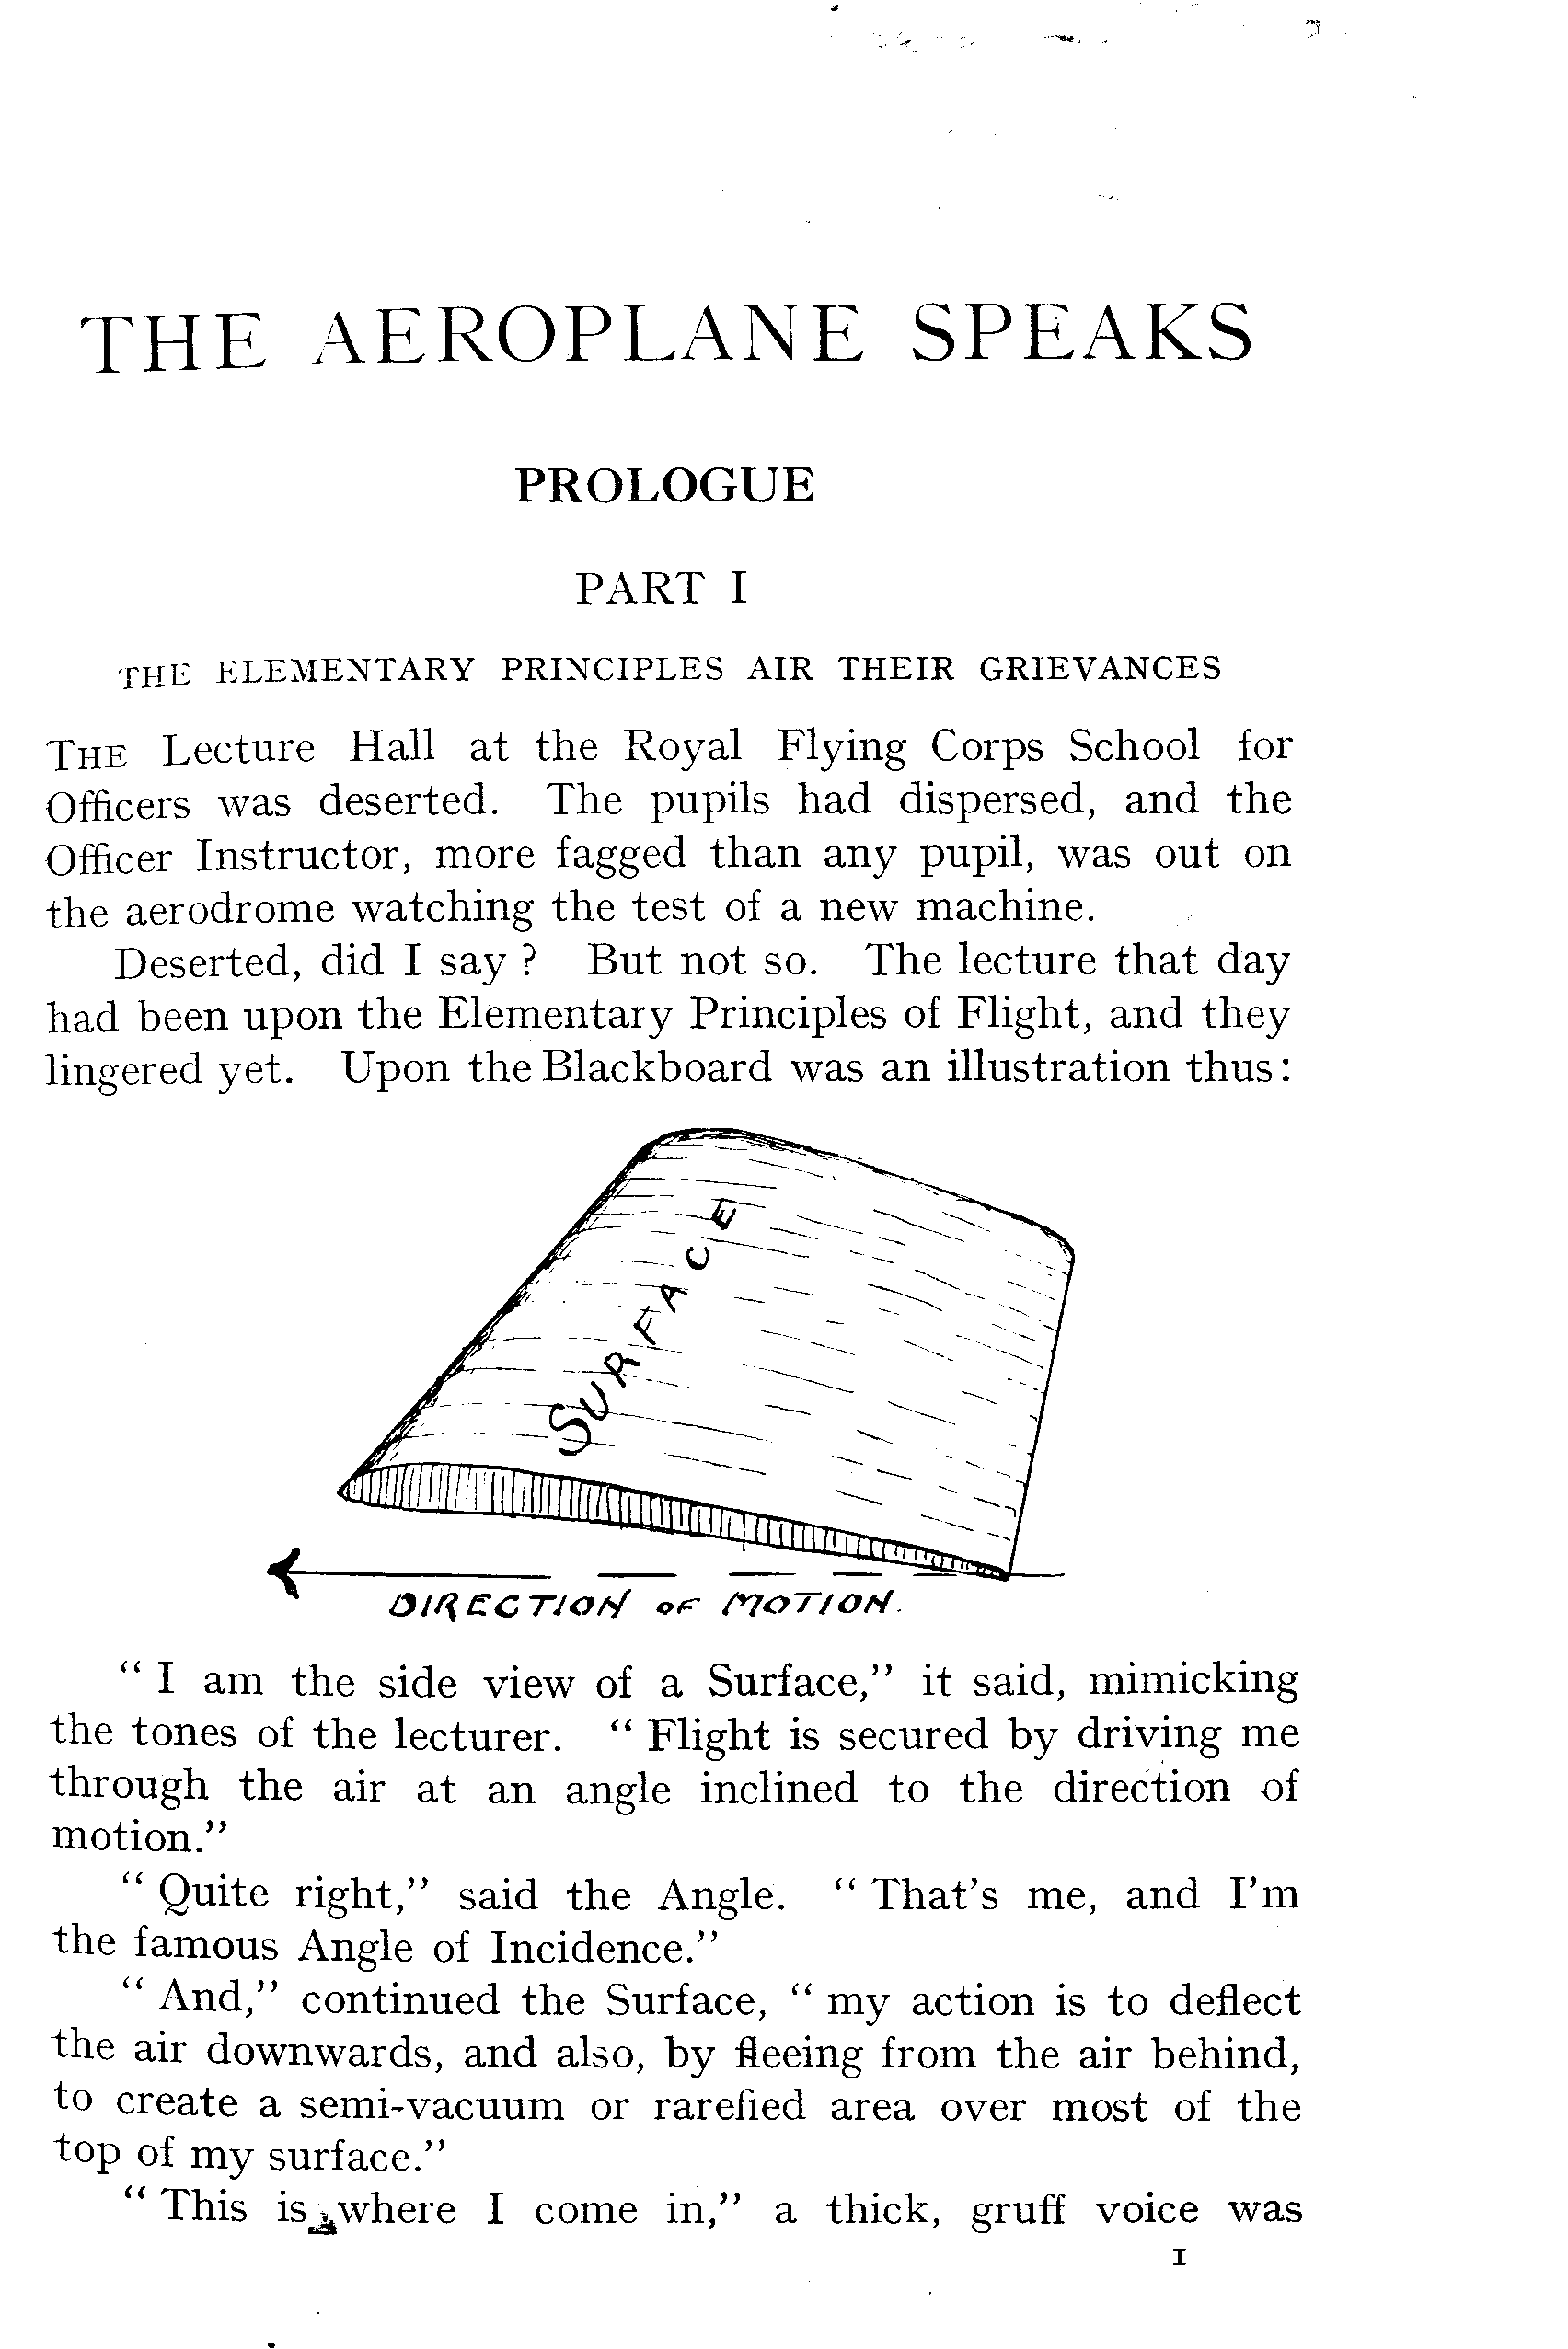 THE AEROPLANE SPEAKS
PROLOGUE
PART I
THE ELEMENTARY PRINCIPLES AIR THEIR GRIEVANCES
THE Lecture Hall at the Royal Flying Corps School for
Officers was deserted. The pupils had dispersed, and the
Officer Instructor, more fagged than any pupil, was out on
the aerodrome watching the test of a new machine.
Deserted, did I say ? But not so. The lecture that day
had been upon the Elementary Principles of Flight, and they
lingered yet. Upon the Blackboard was an illustration thus:
SURFACE
DIRECTION OF MOTION.
“ I am the side view of a Surface,” it said, mimicking
the tones of the lecturer. “ Flight is secured by driving me
through the air at an angle inclined to the direction of
motion.”
“ Quite right,” said the Angle. “ That’s me, and I’m
the famous Angle of Incidence.”
“ And,” continued the Surface, “ my action is to deflect
the air downwards, and also, by fleeing from the air behind,
to create a semi-vacuum or rarefied area over most of the
top of my surface.”
“ This is where I come in,” a thick, gruff voice was
I